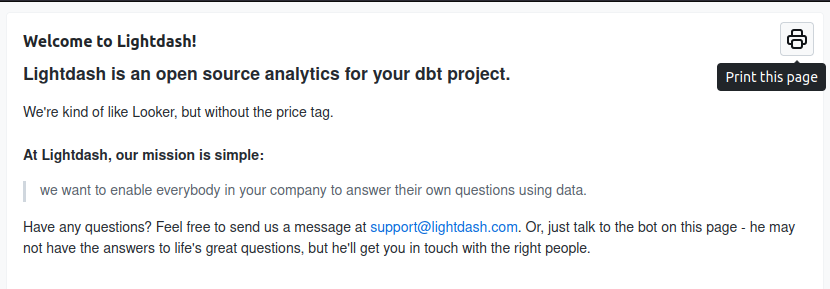 Welcome to Lightdash!
Print this page
Lightdash is an open source analytics for your dbt project.
We're kind of like Looker, but without the price tag.
At Lightdash, our mission is simple:
we want to enable everybody in your company to answer their own questions using data.
Have any questions? Feel free to send us a message at support@lightdash.com. Or, just talk to the bot on this page - he may
not have the answers to life's great questions, but he'll get you in touch with the right people.